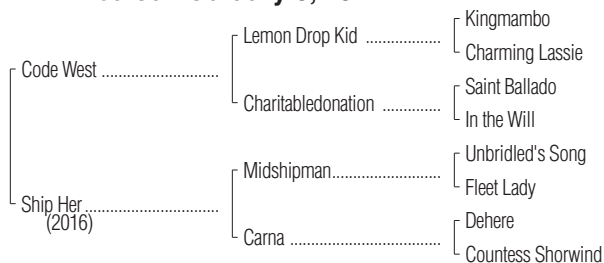 Kingmambo
Lemon Drop Kid ..................
Charming Lassie
Code West ............................
Saint Ballado
Charitabledonation ..............
In the Will
Unbridled's Song
Midshipman..........................
Fleet Lady
Ship Her................................
(2016)
Dehere
Carna ....................................
Countess Shorwind